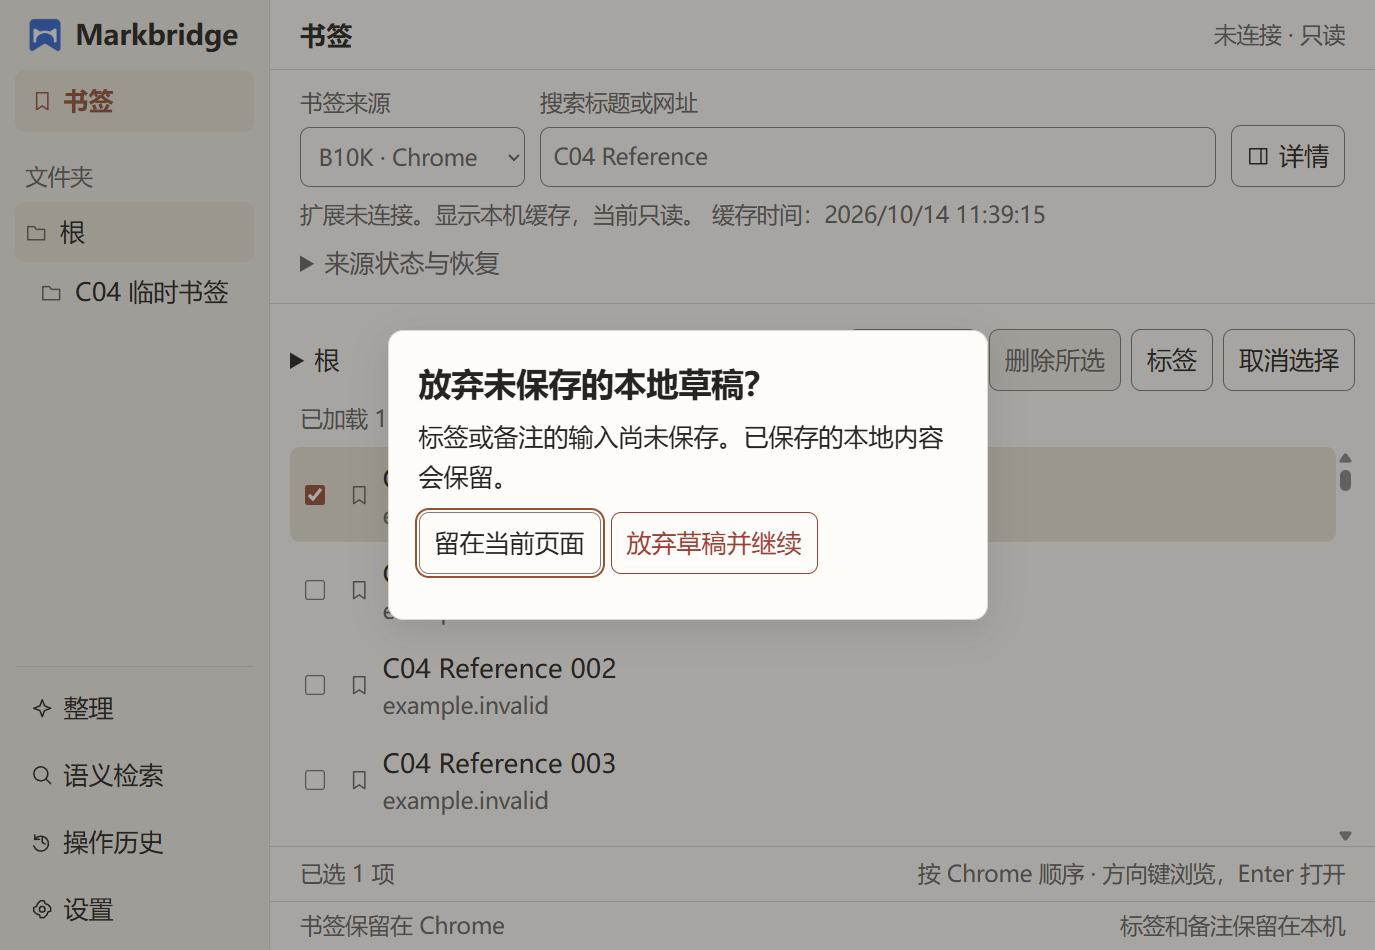 Markbridge
书签
文件夹
根
C04 临时书签
整理
语义检索
操作历史
设置
书签
未连接 · 只读
书签来源
搜索标题或网址
B10K · Chrome
C04 Reference
详情
扩展未连接。显示本机缓存，当前只读。 缓存时间：2026/10/14 11:39:15
来源状态与恢复
根
删除所选
标签
取消选择
已加载 1
放弃未保存的本地草稿？
标签或备注的输入尚未保存。已保存的本地内容
会保留。
留在当前页面
放弃草稿并继续
C04 Reference 002
example.invalid
C04 Reference 003
example.invalid
已选 1 项
按 Chrome 顺序 · 方向键浏览，Enter 打开
书签保留在 Chrome
标签和备注保留在本机